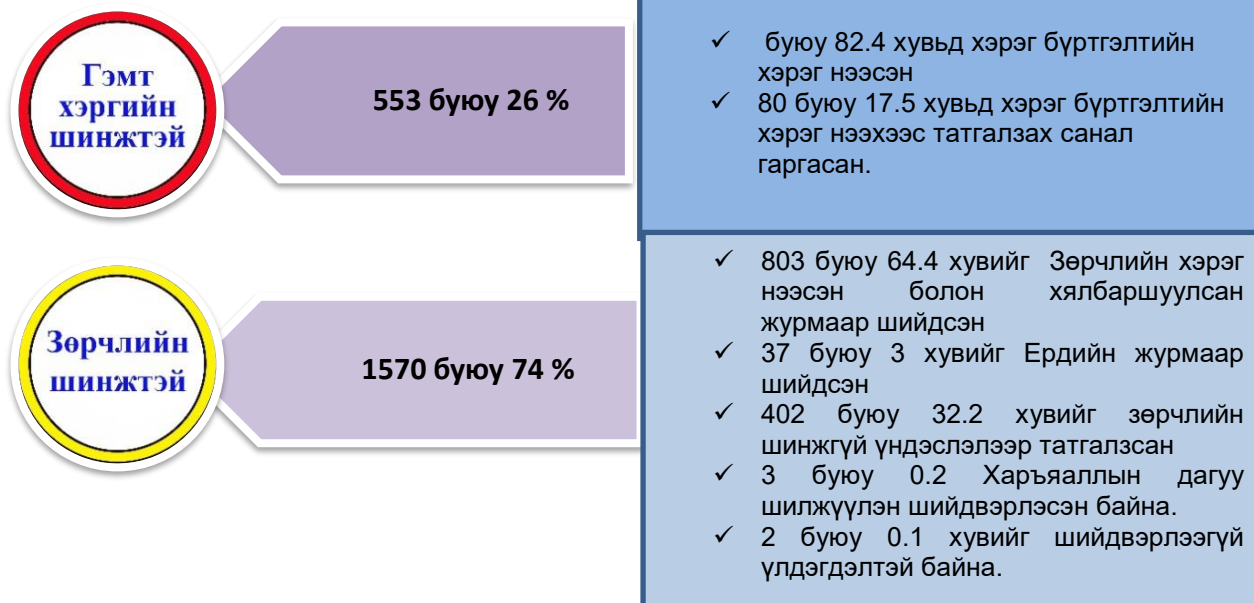 Гэмт
хэргийн
шинжтэй
553 буюу 26 %
✓ буюу 82.4 хувьд хэрэг бүртгэлтийн
хэрэг нээсэн
✓ 80 буюу 17.5 хувьд хэрэг бүртгэлтийн
хэрэг нээхээс татгалзах санал
гаргасан.
Зөрчлийн
шинжтэй
1570 буюу 74 %
✓ 803 буюу 64.4 хувийг Зөрчлийн хэрэг
нээсэн болон хялбаршуулсан
журмаар шийдсэн
✓ 37 буюу 3 хувийг Ердийн журмаар
шийдсэн
✓ 402 буюу 32.2 хувийг зөрчлийн
шинжгүй үндэслэлээр татгалзсан
✓ 3 буюу 0.2 Харъяаллын дагуу
шилжүүлэн шийдвэрлэсэн байна.
✓ 2 буюу 0.1 хувийг шийдвэрлээгүй
үлдэгдэлтэй байна.